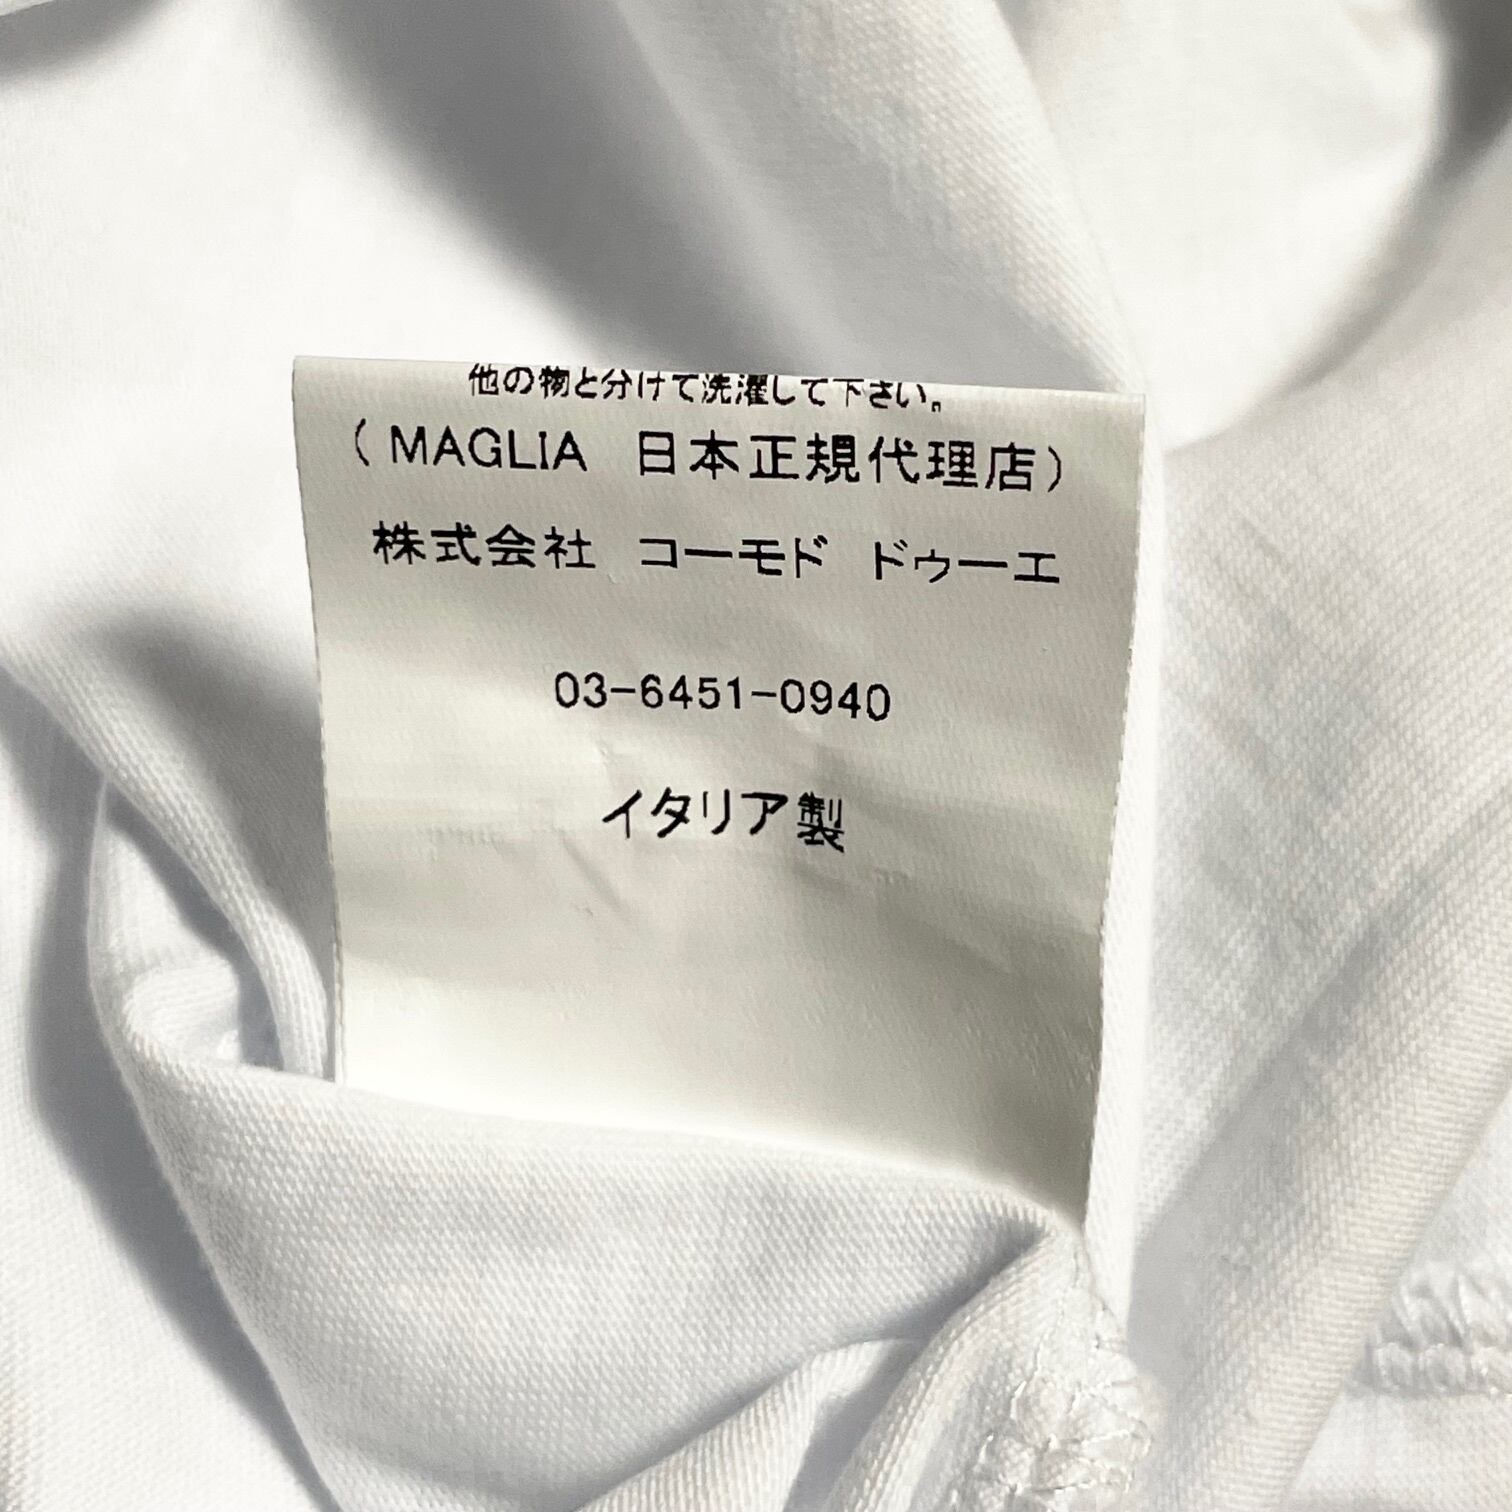 他の物と分けて洗濯して下さい。
(MAGLIA 日本正規代理店)
株式会社 コーモド ドゥーエ
03-6451-0940
イタリア製